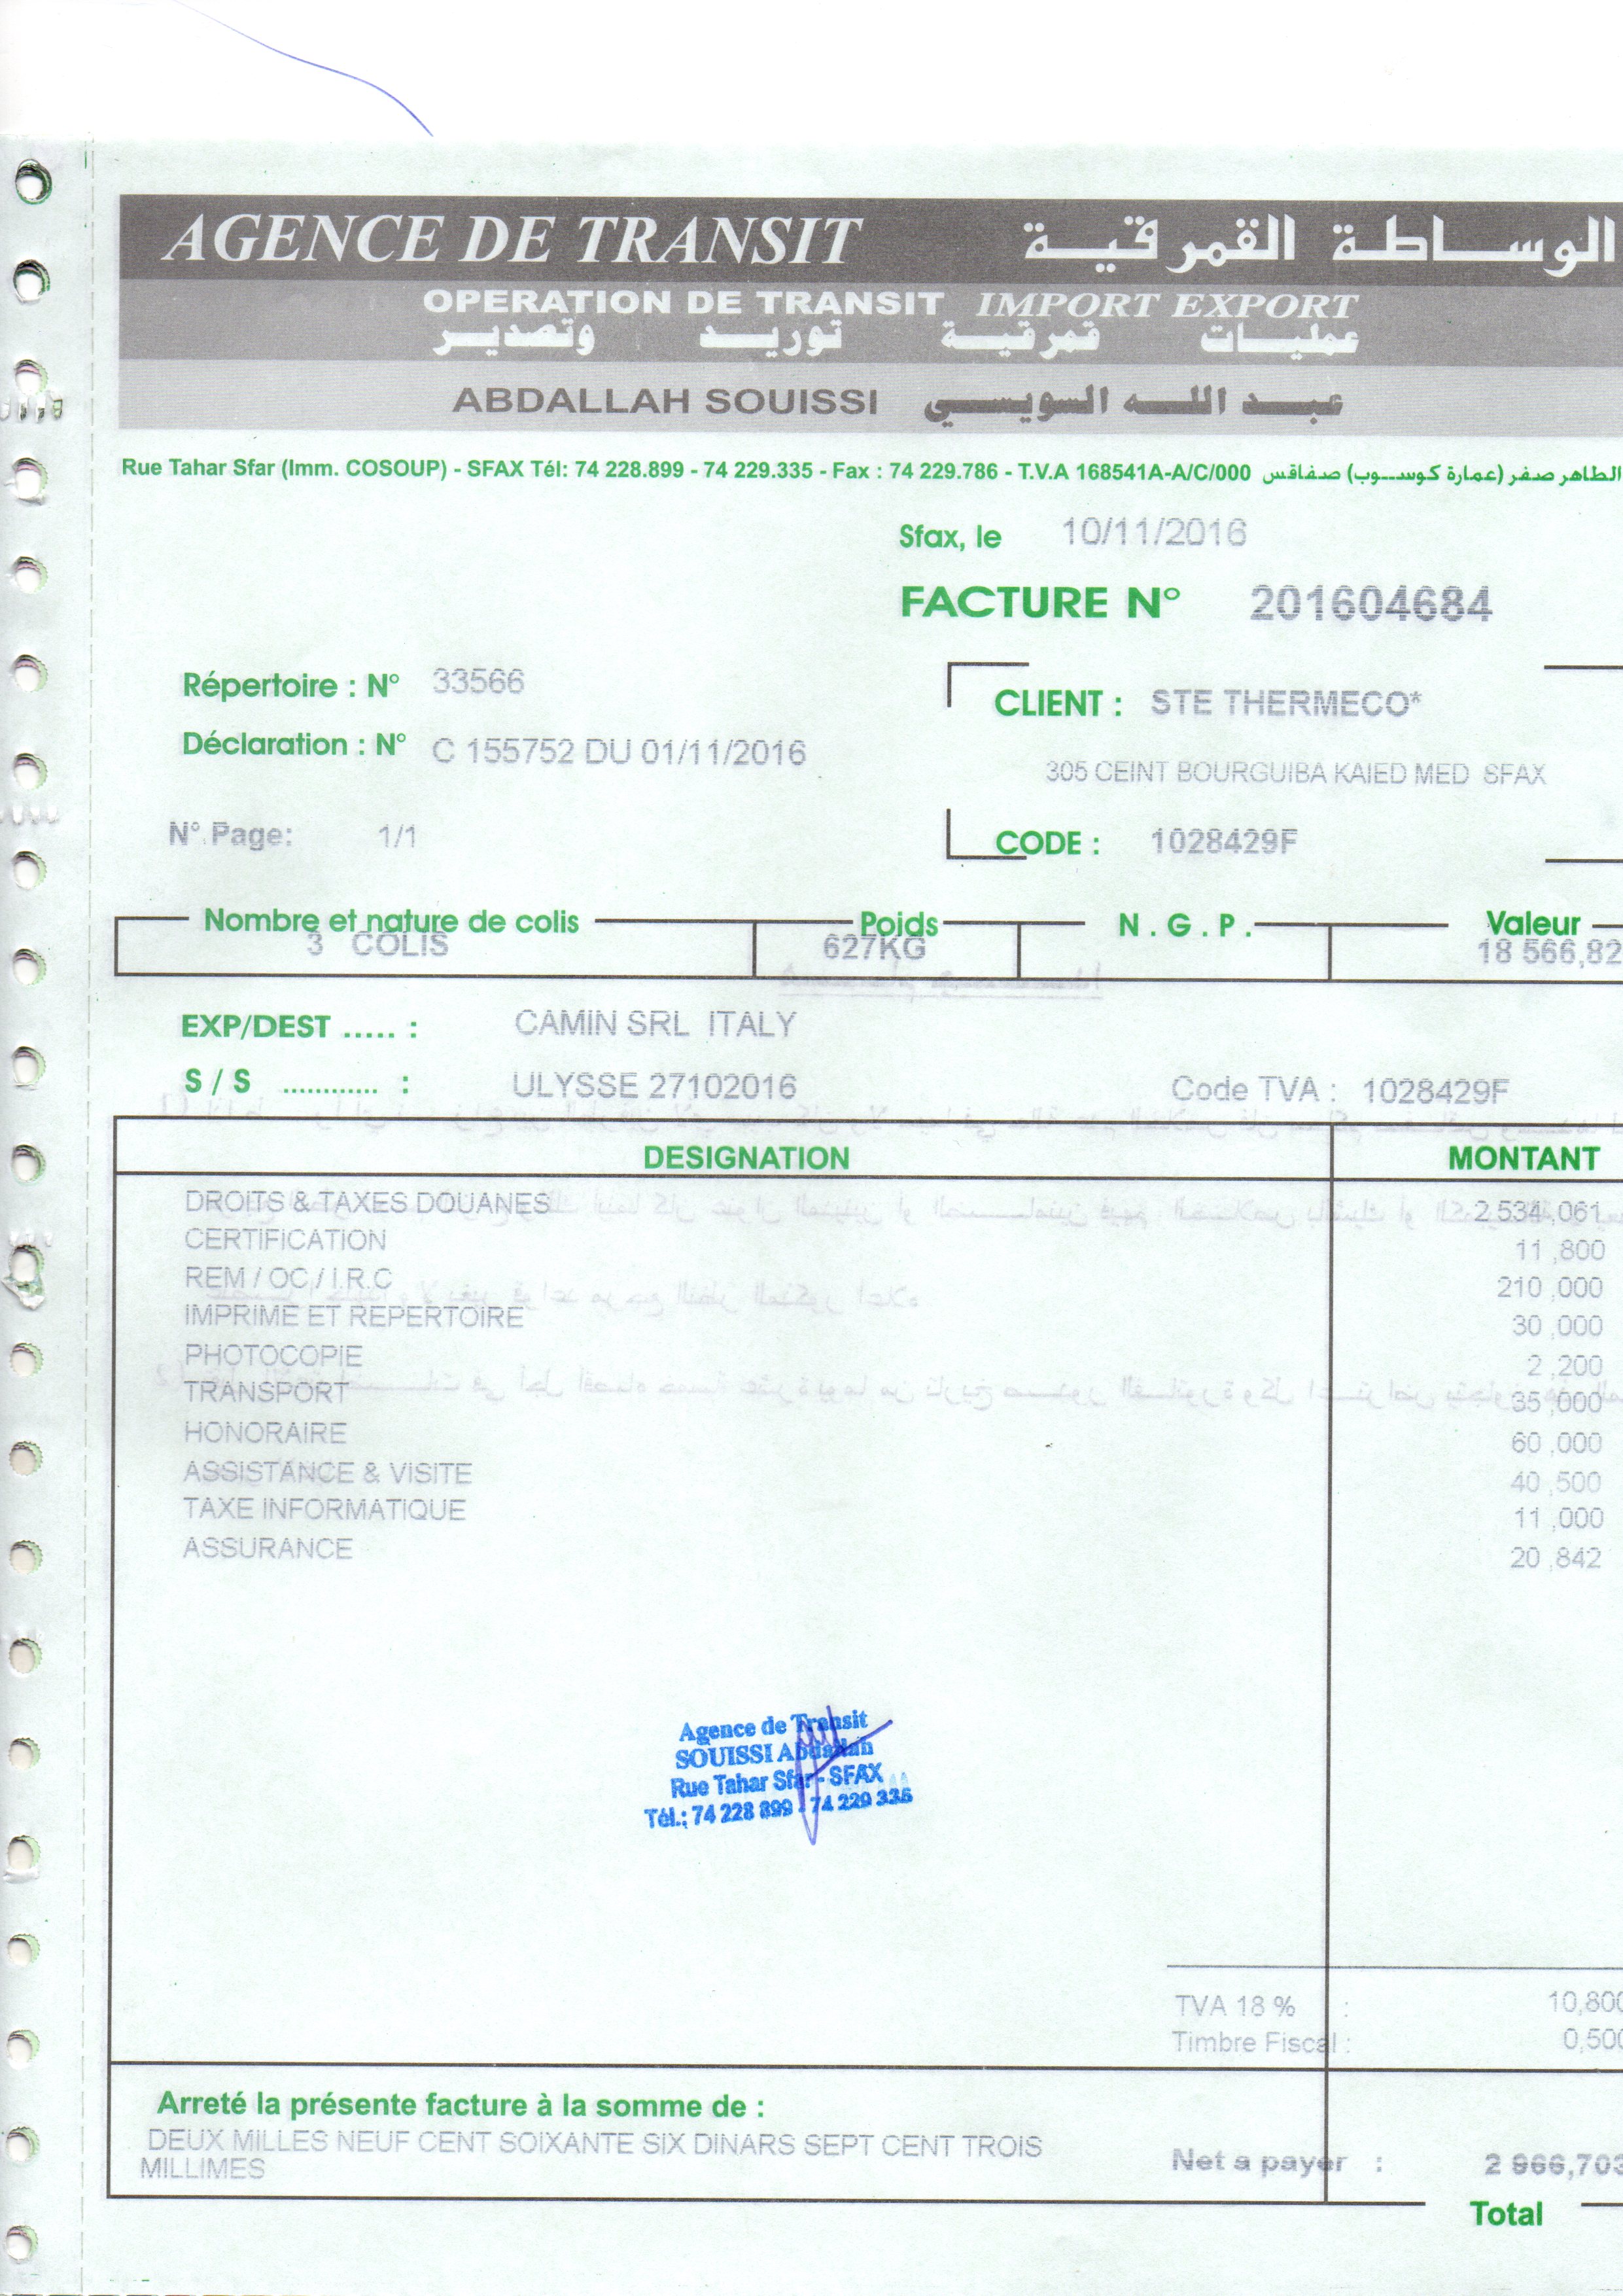 AGENCE DE TRANSIT الوساطة القمرقية
OPERATION DE TRANSIT IMPORT EXPORT
عمليات قمرقية توريد وتصدير
ABDALLAH SOUISSI عبد الله السويسي
Rue Tahar Sfar (Imm. COSOUP) - SFAX Tél: 74 228.899 - 74 229.335 - Fax : 74 229.786 - T.V.A 168541A-A/C/000 الطاهر صفر (عمارة كوسوب) صفاقس
Sfax, le 10/11/2016
FACTURE N° 201604684
Répertoire : N° 33566
CLIENT : STE THERMECO*
Déclaration : N° C 155752 DU 01/11/2016
305 CEINT BOURGUIBA KAIED MED SFAX
N° Page: 1/1
CODE : 1028429F
Nombre et nature de colis Poids N.G.P. Valeur
3 COLIS 627KG 18 566,82
EXP/DEST ..... : CAMIN SRL ITALY
S / S ............ : ULYSSE 27102016 Code TVA : 1028429F
DESIGNATION MONTANT
DROITS & TAXES DOUANES 2 534,061
CERTIFICATION 11 ,800
REM / OC / I.R.C 210 ,000
IMPRIME ET REPERTOIRE 30 ,000
PHOTOCOPIE 2 ,200
TRANSPORT 35 ,000
HONORAIRE 60 ,000
ASSISTANCE & VISITE 40 ,500
TAXE INFORMATIQUE 11 ,000
ASSURANCE 20 ,842
Agence de Transit
SOUISSI Abdallah
Rue Tahar Sfar - SFAX
Tél.: 74 228 899 - 74 229 335
TVA 18 % : 10,800
Timbre Fiscal : 0,500
Arreté la présente facture à la somme de :
DEUX MILLES NEUF CENT SOIXANTE SIX DINARS SEPT CENT TROIS
MILLIMES
Net a payer : 2 966,703
Total